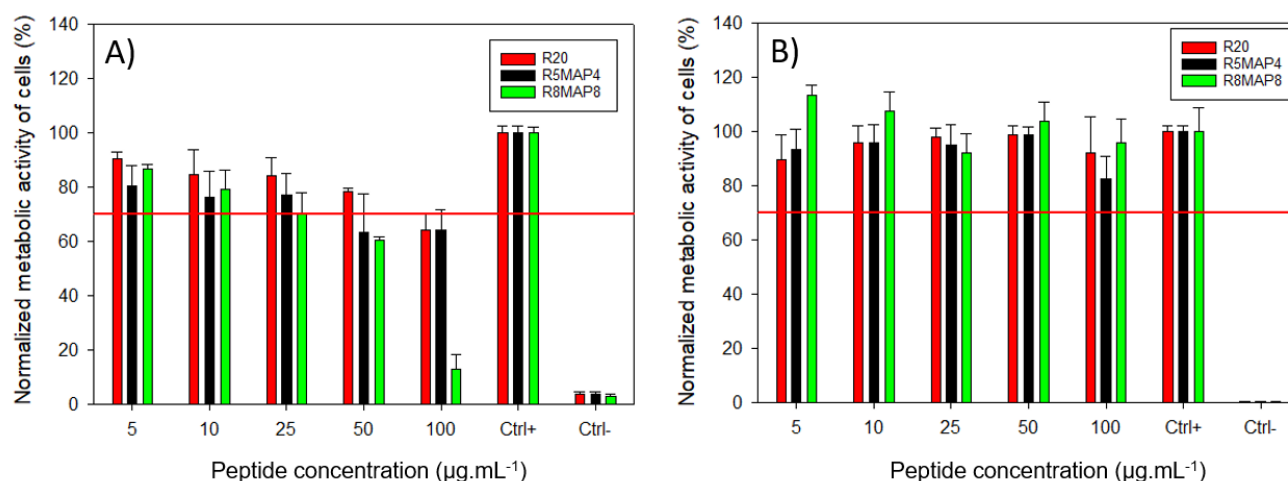 A)
R20
R5MAP4
R8MAP8
Normalized metabolic activity of cells (%)
140
120
100
80
60
40
20
0
5 10 25 50 100 Ctrl+ Ctrl-
Peptide concentration (µg.mL⁻¹)
B)
R20
R5MAP4
R8MAP8
Normalized metabolic activity of cells (%)
140
120
100
80
60
40
20
0
5 10 25 50 100 Ctrl+ Ctrl-
Peptide concentration (µg.mL⁻¹)